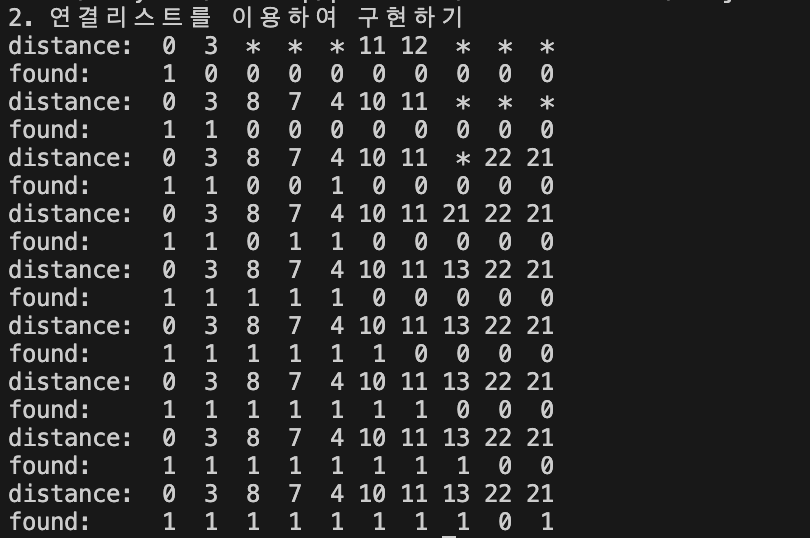 2. 연결리스트를 이용하여 구현하기
distance: 0 3 * * * 11 12 * * *
found: 1 0 0 0 0 0 0 0 0 0
distance: 0 3 8 7 4 10 11 * * *
found: 1 1 0 0 0 0 0 0 0 0
distance: 0 3 8 7 4 10 11 * 22 21
found: 1 1 0 0 1 0 0 0 0 0
distance: 0 3 8 7 4 10 11 21 22 21
found: 1 1 0 1 1 0 0 0 0 0
distance: 0 3 8 7 4 10 11 13 22 21
found: 1 1 1 1 1 0 0 0 0 0
distance: 0 3 8 7 4 10 11 13 22 21
found: 1 1 1 1 1 1 0 0 0 0
distance: 0 3 8 7 4 10 11 13 22 21
found: 1 1 1 1 1 1 1 0 0 0
distance: 0 3 8 7 4 10 11 13 22 21
found: 1 1 1 1 1 1 1 1 0 0
distance: 0 3 8 7 4 10 11 13 22 21
found: 1 1 1 1 1 1 1 1 0 1